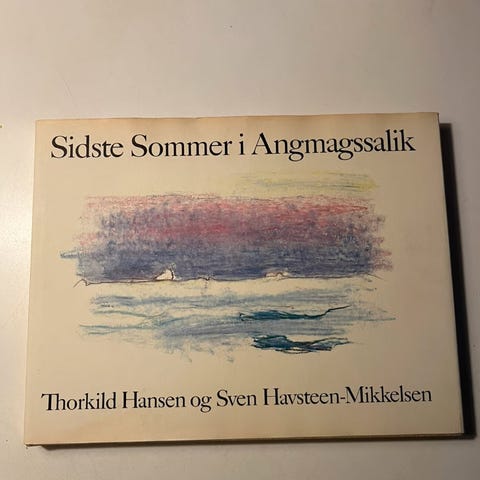 Sidste Sommer i Angmagssalik
Thorkild Hansen og Sven Havsteen-Mikkelsen